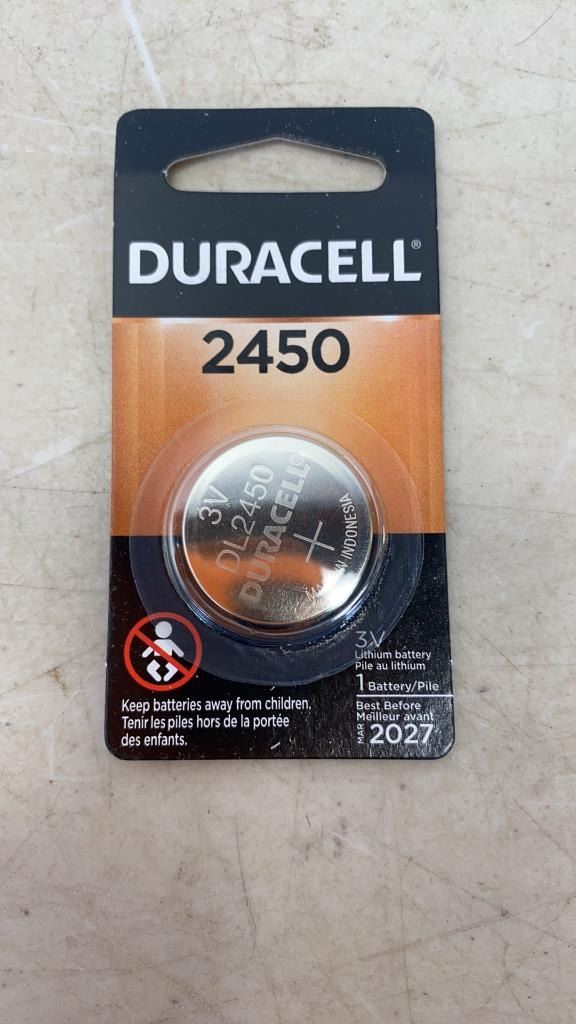 DURACELL®
2450
3V
DL2450
DURACELL®
+
INDONESIA
3V
Lithium battery
Pile au lithium
1 Battery/Pile
Keep batteries away from children.
Tenir les piles hors de la portée
des enfants.
Best Before
Meilleur avant
MAR 2027